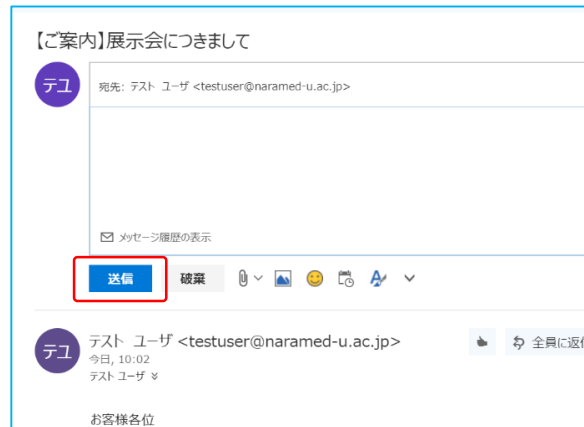 【ご案内】展示会につきまして
テユ
宛先: テスト ユーザ <testuser@naramed-u.ac.jp>
メッセージ履歴の表示
送信 破棄
テユ
テスト ユーザ <testuser@naramed-u.ac.jp>
全員に返信
今日, 10:02
テスト ユーザ
お客様各位